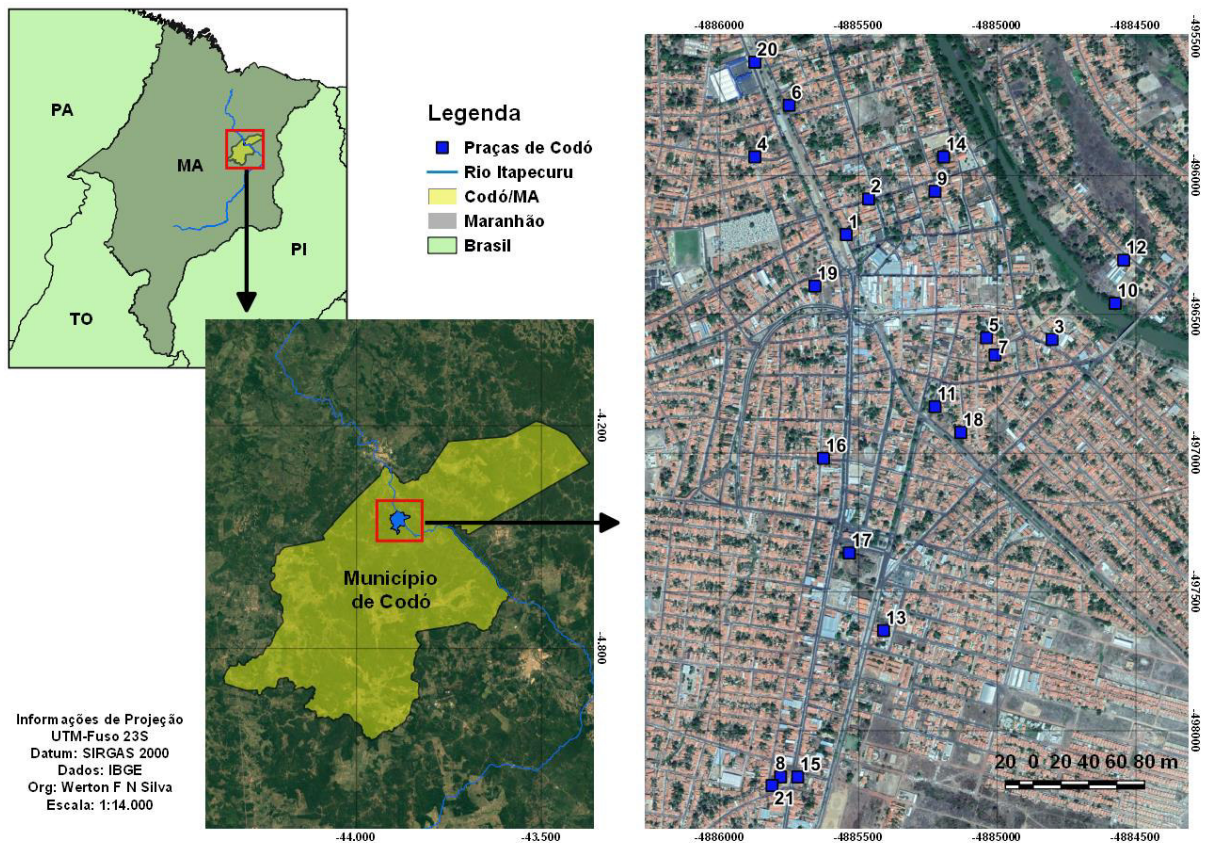 PA
MA
PI
TO
Legenda
Praças de Codó
Rio Itapecuru
Codó/MA
Maranhão
Brasil
-4.200
-4.800
Município
de Codó
-44.000
-43.500
Informações de Projeção
UTM-Fuso 23S
Datum: SIRGAS 2000
Dados: IBGE
Org: Werton F N Silva
Escala: 1:14.000
-4886000
-4885500
-4885000
-4884500
-495500
-496000
-496500
-497000
-497500
-498000
20
6
4
14
9
2
1
12
19
10
5
3
7
11
18
16
17
13
8
15
21
20 0 20 40 60 80 m
-4886000
-4885500
-4885000
-4884500